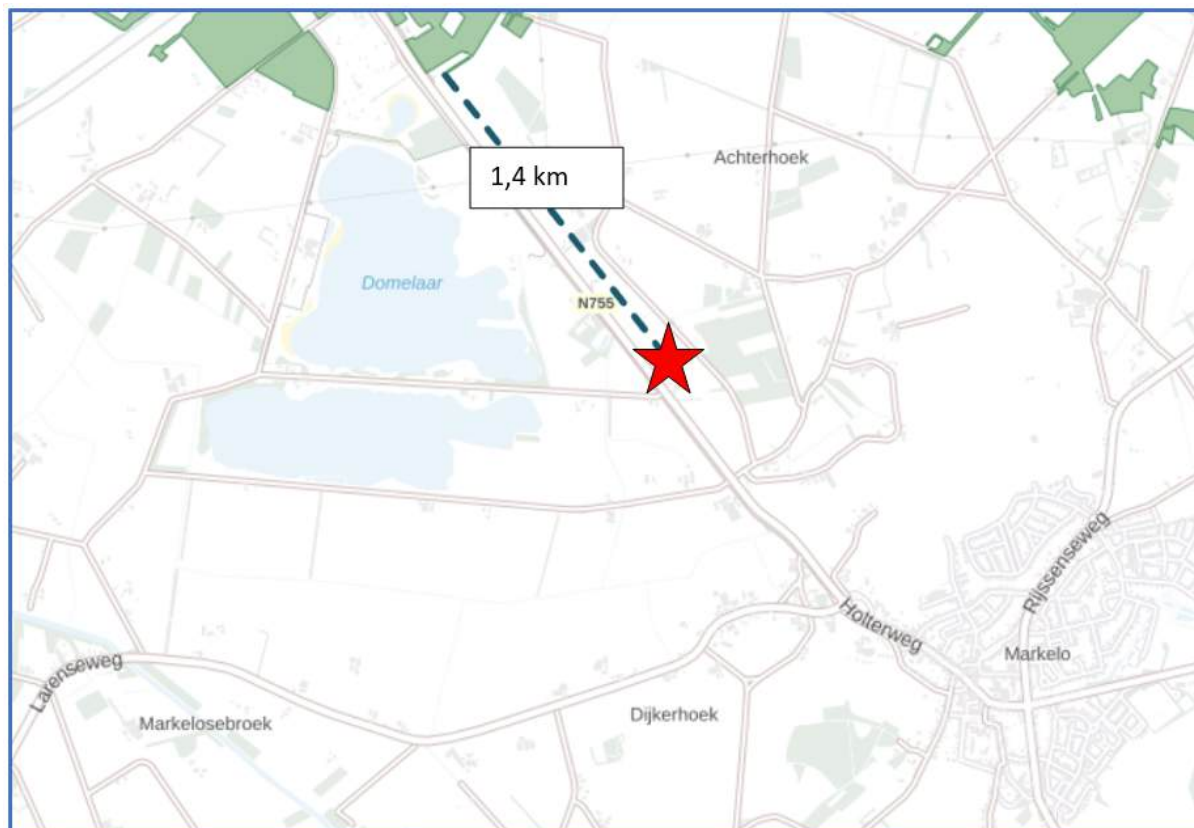 Achterhoek
1,4 km
Domelaar
N755
Rijssenseweg
Holterweg
Markelo
Larenseweg
Markelosebroek
Dijkerhoek